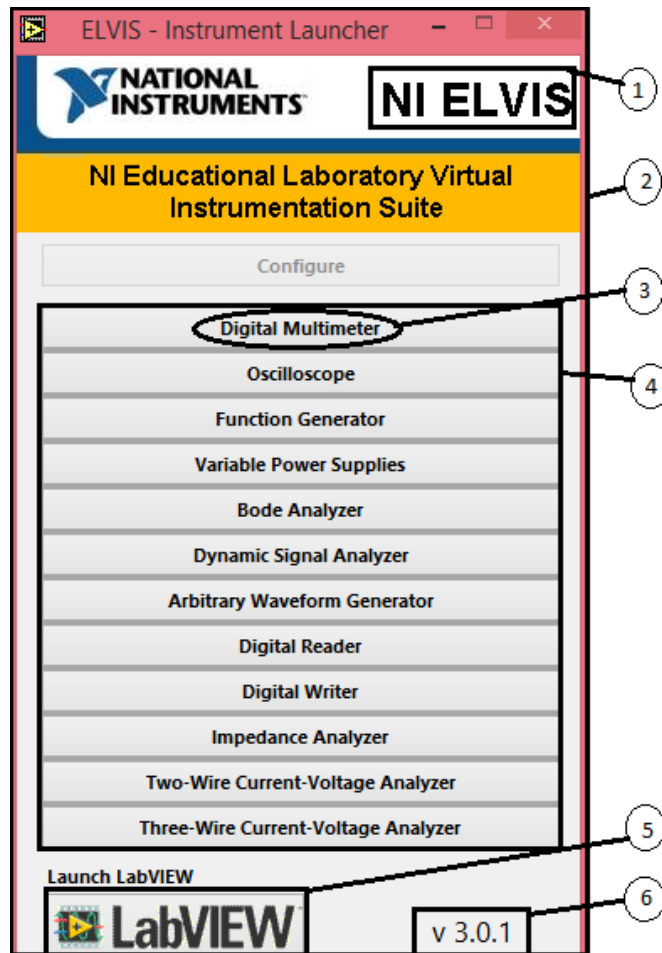 ELVIS - Instrument Launcher
NATIONAL
INSTRUMENTS
NI ELVIS
1
NI Educational Laboratory Virtual
Instrumentation Suite
2
Configure
3
Digital Multimeter
Oscilloscope
4
Function Generator
Variable Power Supplies
Bode Analyzer
Dynamic Signal Analyzer
Arbitrary Waveform Generator
Digital Reader
Digital Writer
Impedance Analyzer
Two-Wire Current-Voltage Analyzer
Three-Wire Current-Voltage Analyzer
5
Launch LabVIEW
LabVIEW
v 3.0.1
6